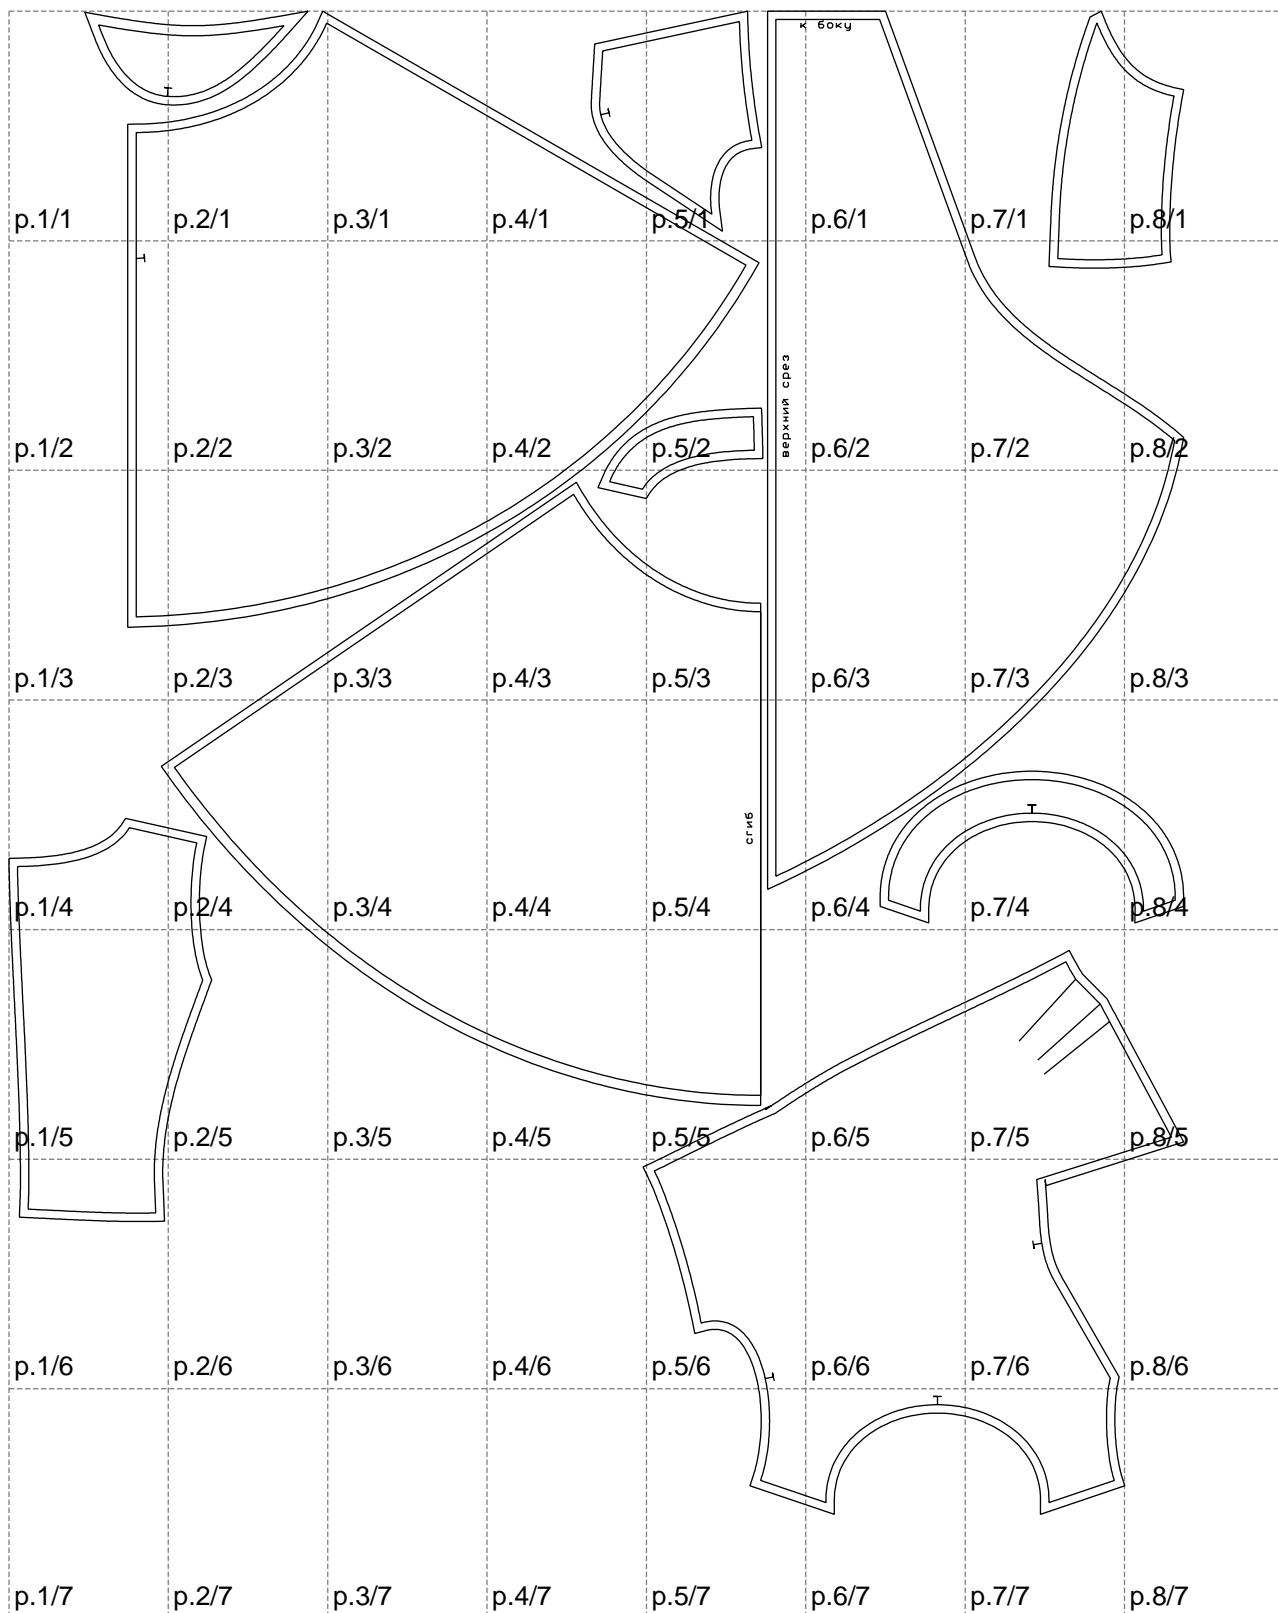 к боку
p.1/1 p.2/1 p.3/1 p.4/1 p.5/1 p.6/1 p.7/1 p.8/1
верхний срез
p.1/2 p.2/2 p.3/2 p.4/2 p.5/2 p.6/2 p.7/2 p.8/2
p.1/3 p.2/3 p.3/3 p.4/3 p.5/3 p.6/3 p.7/3 p.8/3
сгиб
p.1/4 p.2/4 p.3/4 p.4/4 p.5/4 p.6/4 p.7/4 p.8/4
p.1/5 p.2/5 p.3/5 p.4/5 p.5/5 p.6/5 p.7/5 p.8/5
p.1/6 p.2/6 p.3/6 p.4/6 p.5/6 p.6/6 p.7/6 p.8/6
p.1/7 p.2/7 p.3/7 p.4/7 p.5/7 p.6/7 p.7/7 p.8/7